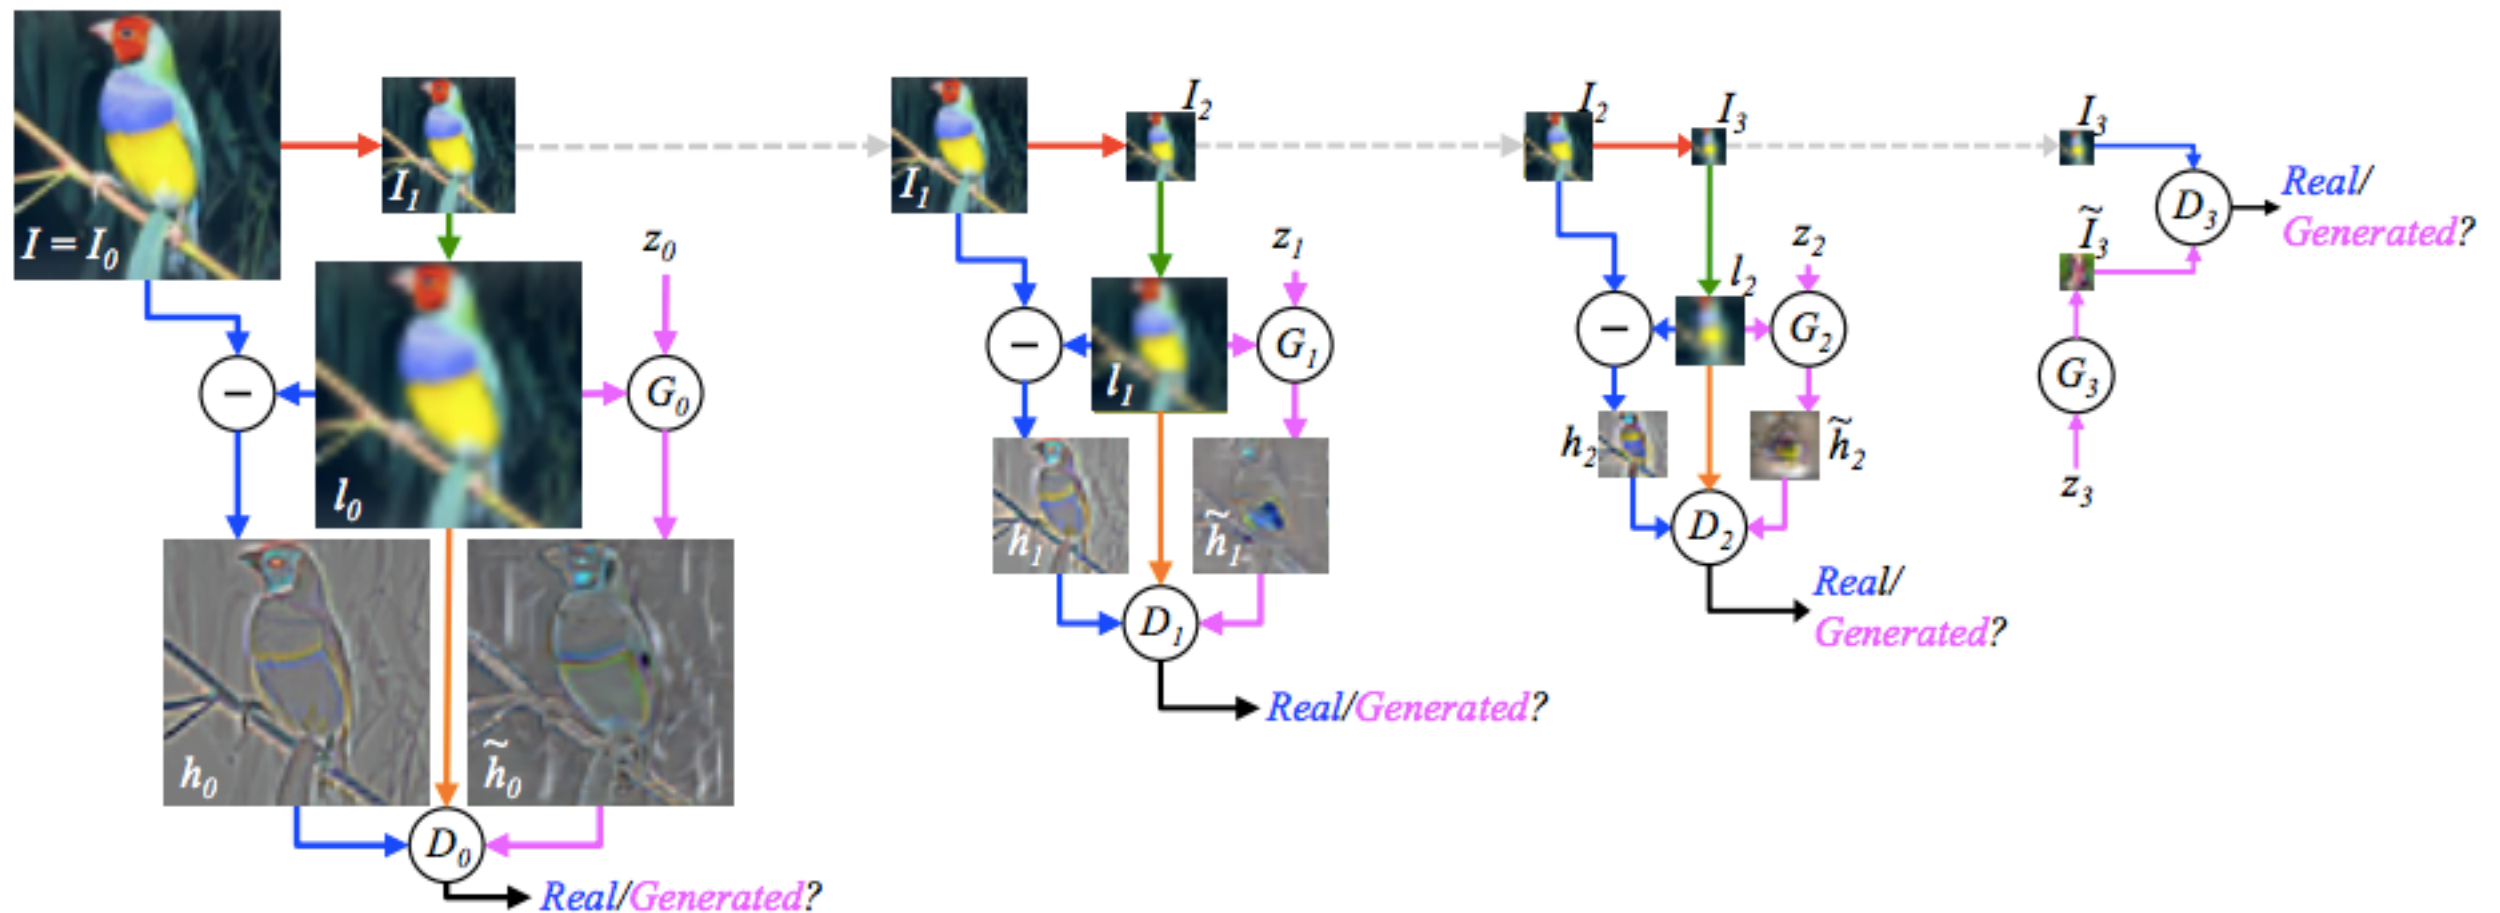 I = I₀
I₁
z₀
l₀
−
G₀
h₀
h̃₀
D₀
Real/Generated?
I₁
I₂
z₁
−
l₁
G₁
h₁
h̃₁
D₁
Real/Generated?
I₂
I₃
z₂
l₂
−
G₂
h₂
h̃₂
D₂
Real/
Generated?
I₃
D₃
Real/
Generated?
Ĩ₃
G₃
z₃